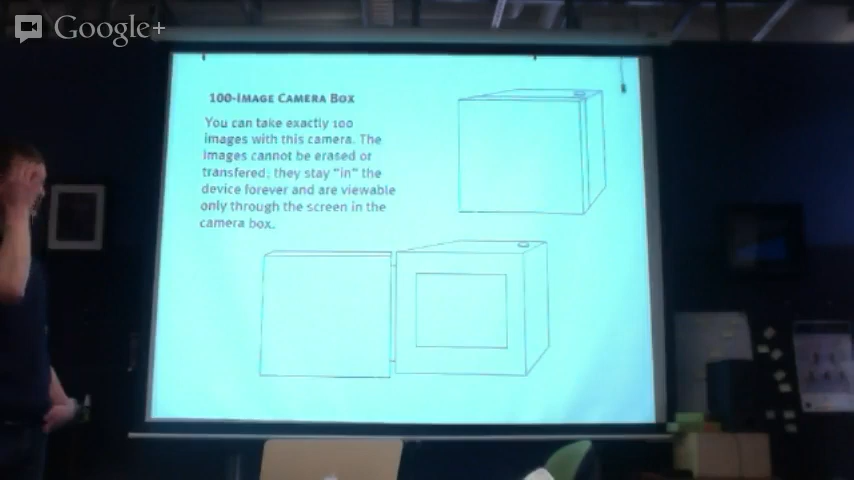 Google+
100-Image Camera Box
You can take exactly 100
images with this camera. The
images cannot be erased or
transfered; they stay "in" the
device forever and are viewable
only through the screen in the
camera box.